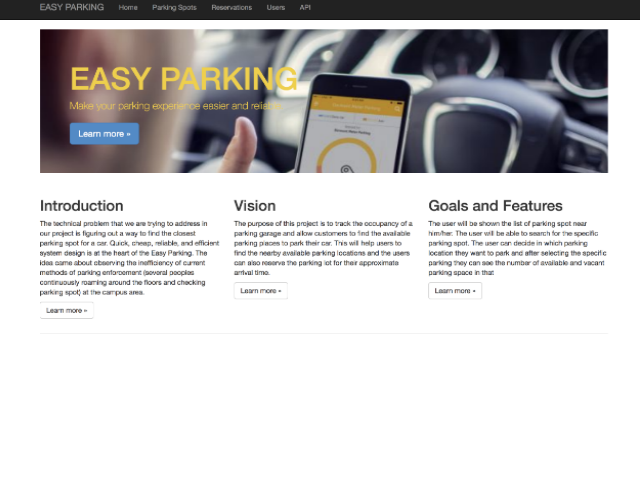 EASY PARKING Home Parking Spots Reservations Users API
EASY PARKING
Make your parking experience easier and reliable
Learn more »
Introduction
The technical problem that we are trying to address in
our project is figuring out a way to find the closest
parking spot for a car. Quick, cheap, reliable, and efficient
system design is at the heart of the Easy Parking. The
idea came about observing the inefficiency of current
methods of parking enforcement (several peoples
continuously roaming around the floors and checking
parking spot) at the campus area.
Learn more »
Vision
The purpose of this project is to track the occupancy of a
parking garage and allow customers to find the available
parking places to park their car. This will help users to
find the nearby available parking locations and the users
can also reserve the parking lot for their approximate
arrival time.
Learn more »
Goals and Features
The user will be shown the list of parking spot near
him/her. The user will be able to search for the specific
parking spot. The user can decide in which parking
location they want to park and after selecting the specific
parking they can see the number of available and vacant
parking space in that
Learn more »